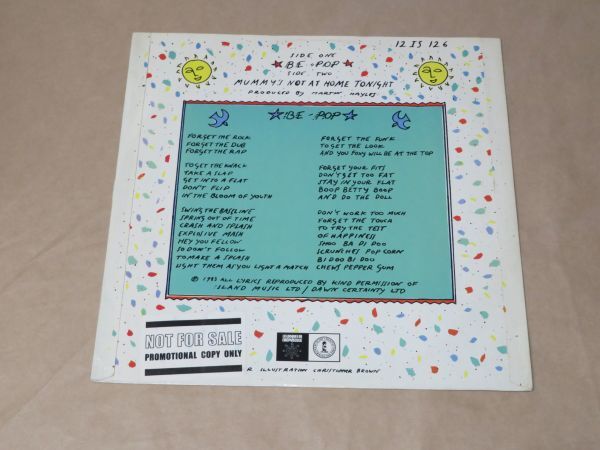 12 IS 126
SIDE ONE
BE-POP
SIDE TWO
MUMMY'S NOT AT HOME TONIGHT
PRODUCED BY MARTIN HAYLES
BE-POP
FORGET THE ROCK
FORGET THE DUB
FORGET THE RAP
TO GET THE KNACK
TAKE A SLAP
GET INTO A FLAT
DON'T FLIP
IN THE BLOOM OF YOUTH
SWING THE BASSLINE
SPRING OUT OF TIME
CRASH AND SPLASH
EXPLOSIVE MASH
HEY YOU FELLOW
SO DON'T FOLLOW
TO MAKE A SPLASH
LIGHT THEM AS YOU LIGHT A MATCH
FORGET THE FUNK
TO GET THE LOOK
AND YOU FOXY WILL BE AT THE TOP
FORGET YOUR FITS
DON'T GET TOO FAT
STAY IN YOUR FLAT
BOOP BETTY BOOP
AND DO THE DOLL
DON'T WORK TOO MUCH
FORGET THE TOUCH
TO TRY THE TEST
OF HAPPINESS
SHOO BA DI DOO
SCRUNCHES POP CORN
BI DOO BI DOO
CHEWS PEPPER GUM
© 1983 ALL LYRICS REPRODUCED BY KIND PERMISSION OF
ISLAND MUSIC LTD / DAWN CERTAINTY LTD
NOT FOR SALE
PROMOTIONAL COPY ONLY
LES DISQUES DU CREPUSCULE
ILLUSTRATION CHRISTOPHER BROWN